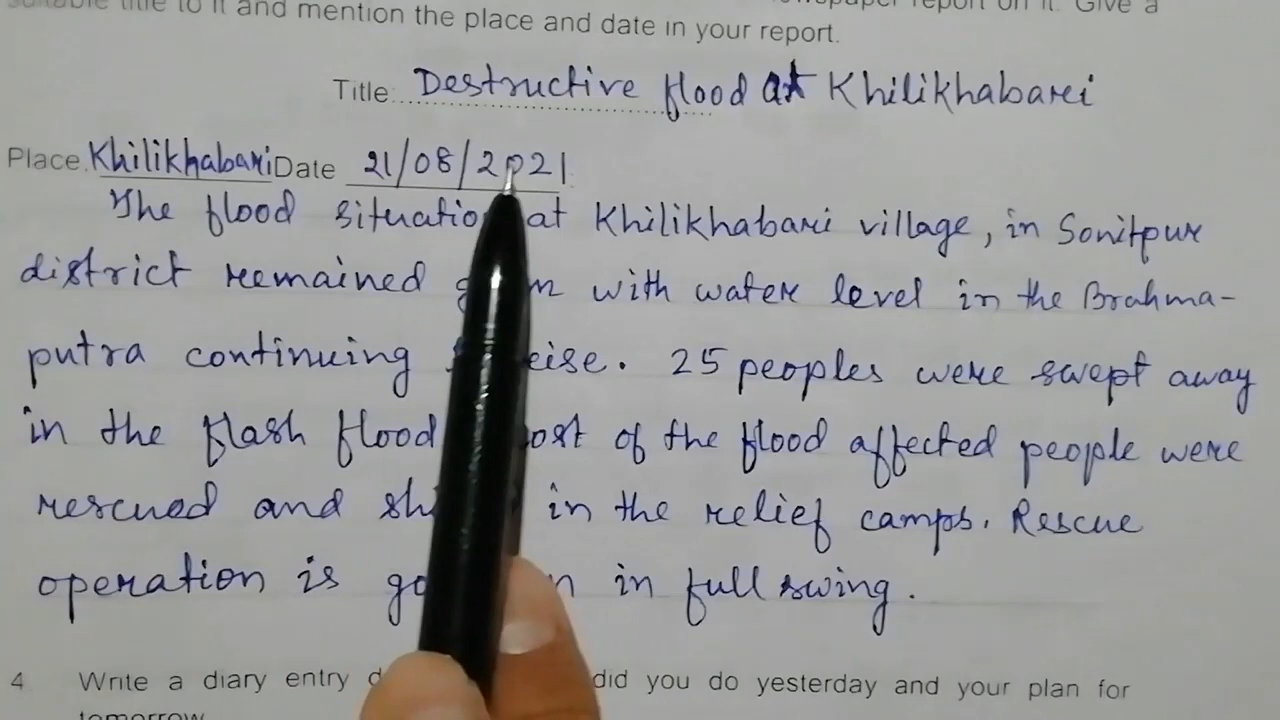 title to it and mention the place and date in your report. Give a
Title: Destructive flood at Khilikhabari
Place Khilikhabari Date 21/08/2021
The flood situation at Khilikhabari village, in Sonitpur
district remained with water level in the Brahma-
putra continuing . 25 peoples were swept away
in the flash flood of the flood affected people were
rescued and in the relief camps. Rescue
operation is in full swing.
4 Write a diary entry did you do yesterday and your plan for
tomorrow